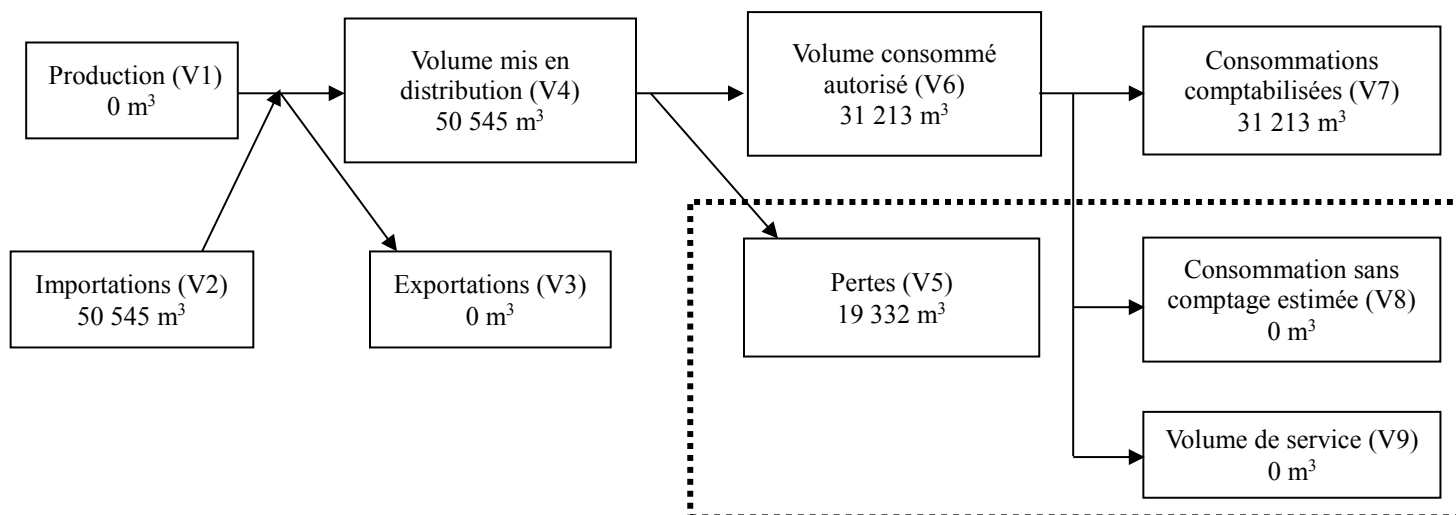 Production (V1)
0 m³
Volume mis en
distribution (V4)
50 545 m³
Volume consommé
autorisé (V6)
31 213 m³
Consommations
comptabilisées (V7)
31 213 m³
Importations (V2)
50 545 m³
Exportations (V3)
0 m³
Pertes (V5)
19 332 m³
Consommation sans
comptage estimée (V8)
0 m³
Volume de service (V9)
0 m³